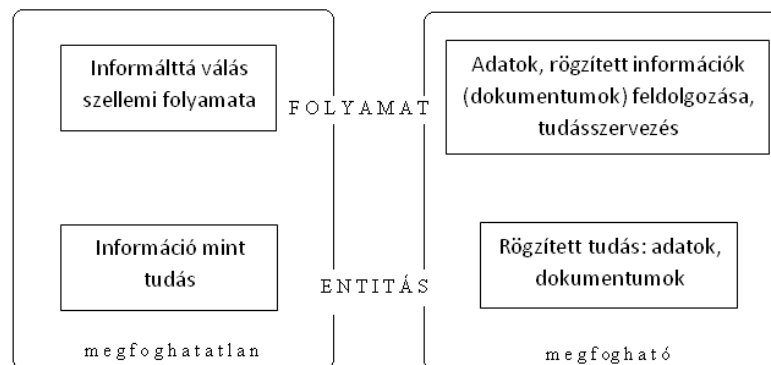 Informálttá válás
szellemi folyamata
FOLYAMAT
Adatok, rögzített információk
(dokumentumok) feldolgozása,
tudásszervezés
Információ mint
tudás
ENTITÁS
Rögzített tudás: adatok,
dokumentumok
megfoghatatlan
megfogható